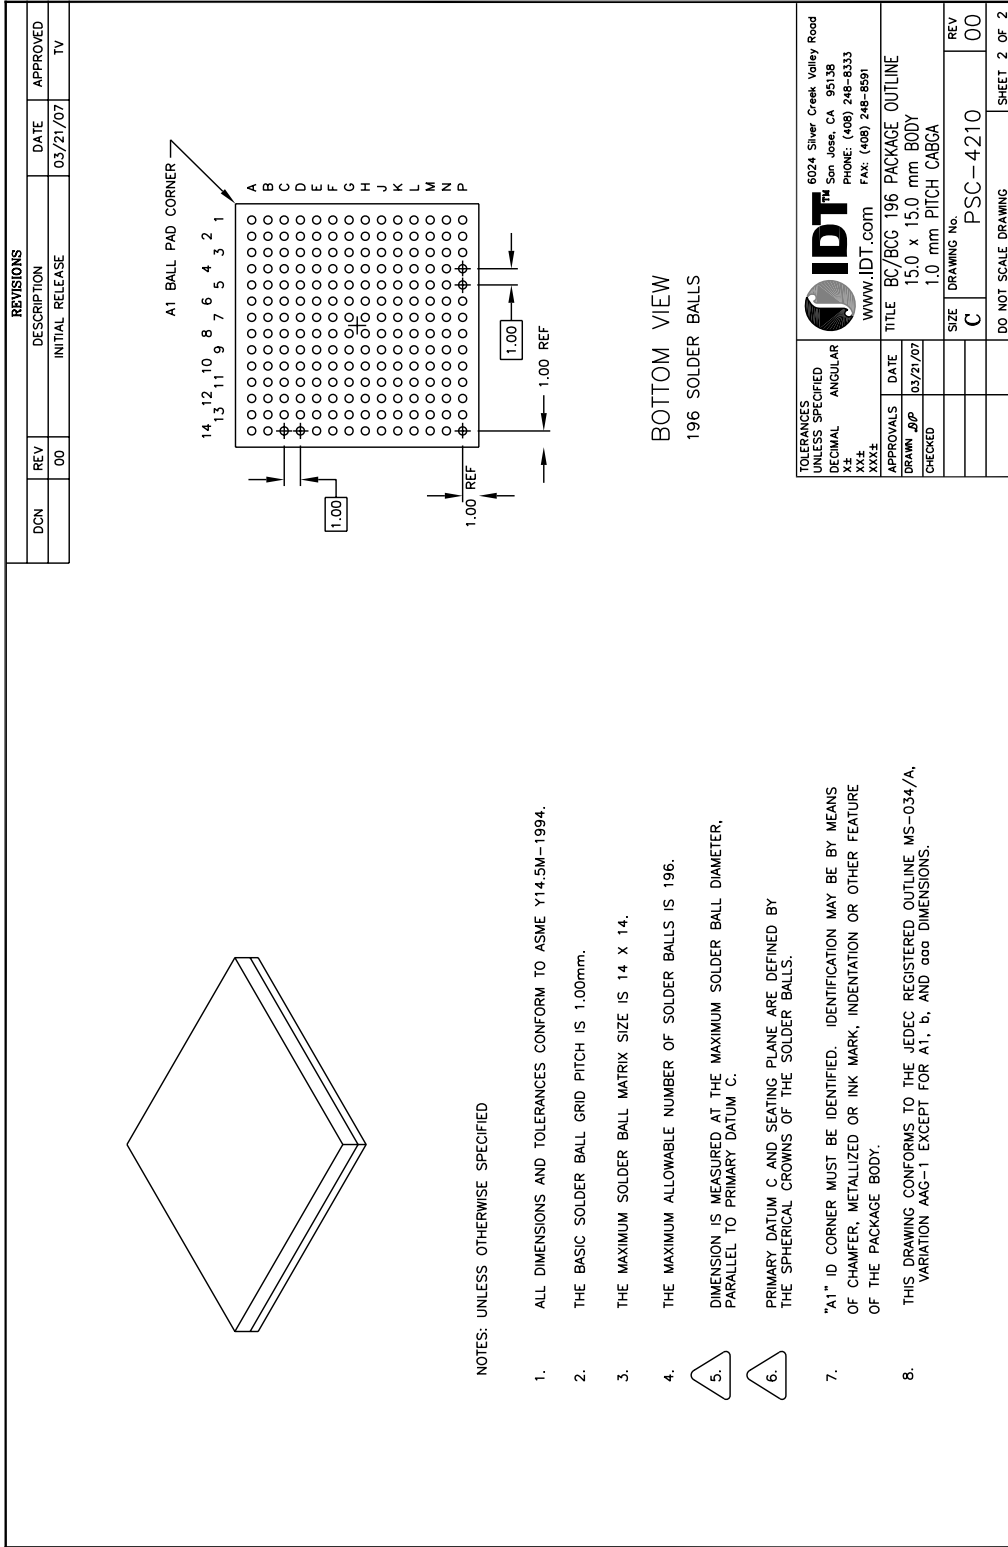 REVISIONS
DCN REV DESCRIPTION DATE APPROVED
00 INITIAL RELEASE 03/21/07 TV
A1 BALL PAD CORNER
14 12 10 8 6 4 2
13 11 9 7 5 3 1
A
B
C
D
E
F
G
H
J
K
L
M
N
P
1.00
1.00 REF
1.00
1.00 REF
BOTTOM VIEW
196 SOLDER BALLS
NOTES: UNLESS OTHERWISE SPECIFIED
1. ALL DIMENSIONS AND TOLERANCES CONFORM TO ASME Y14.5M-1994.
2. THE BASIC SOLDER BALL GRID PITCH IS 1.00mm.
3. THE MAXIMUM SOLDER BALL MATRIX SIZE IS 14 X 14.
4. THE MAXIMUM ALLOWABLE NUMBER OF SOLDER BALLS IS 196.
5. DIMENSION IS MEASURED AT THE MAXIMUM SOLDER BALL DIAMETER,
PARALLEL TO PRIMARY DATUM C.
6. PRIMARY DATUM C AND SEATING PLANE ARE DEFINED BY
THE SPHERICAL CROWNS OF THE SOLDER BALLS.
7. "A1" ID CORNER MUST BE IDENTIFIED. IDENTIFICATION MAY BE BY MEANS
OF CHAMFER, METALLIZED OR INK MARK, INDENTATION OR OTHER FEATURE
OF THE PACKAGE BODY.
8. THIS DRAWING CONFORMS TO THE JEDEC REGISTERED OUTLINE MS-034/A,
VARIATION AAG-1 EXCEPT FOR A1, b, AND aaa DIMENSIONS.
TOLERANCES
UNLESS SPECIFIED
DECIMAL ANGULAR
X±
XX±
XXX±
APPROVALS DATE
DRAWN 03/21/07
CHECKED
IDT™
www.IDT.com
6024 Silver Creek Valley Road
San Jose, CA 95138
PHONE: (408) 248-8333
FAX: (408) 248-8591
TITLE BC/BCG 196 PACKAGE OUTLINE
15.0 x 15.0 mm BODY
1.0 mm PITCH CABGA
SIZE DRAWING No. REV
C PSC-4210 00
DO NOT SCALE DRAWING SHEET 2 OF 2